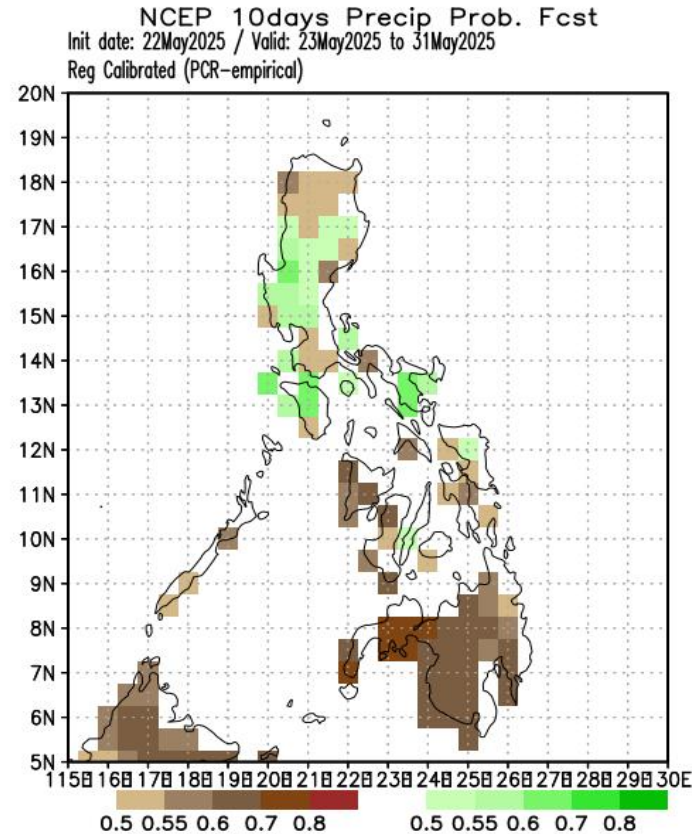 NCEP 10days Precip Prob. Fcst
Init date: 22May2025 / Valid: 23May2025 to 31May2025
Reg Calibrated (PCR-empirical)
20N
19N
18N
17N
16N
15N
14N
13N
12N
11N
10N
9N
8N
7N
6N
5N
115E 116E 117E 118E 119E 120E 121E 122E 123E 124E 125E 126E 127E 128E 129E 130E
0.5 0.55 0.6 0.7 0.8 0.5 0.55 0.6 0.7 0.8